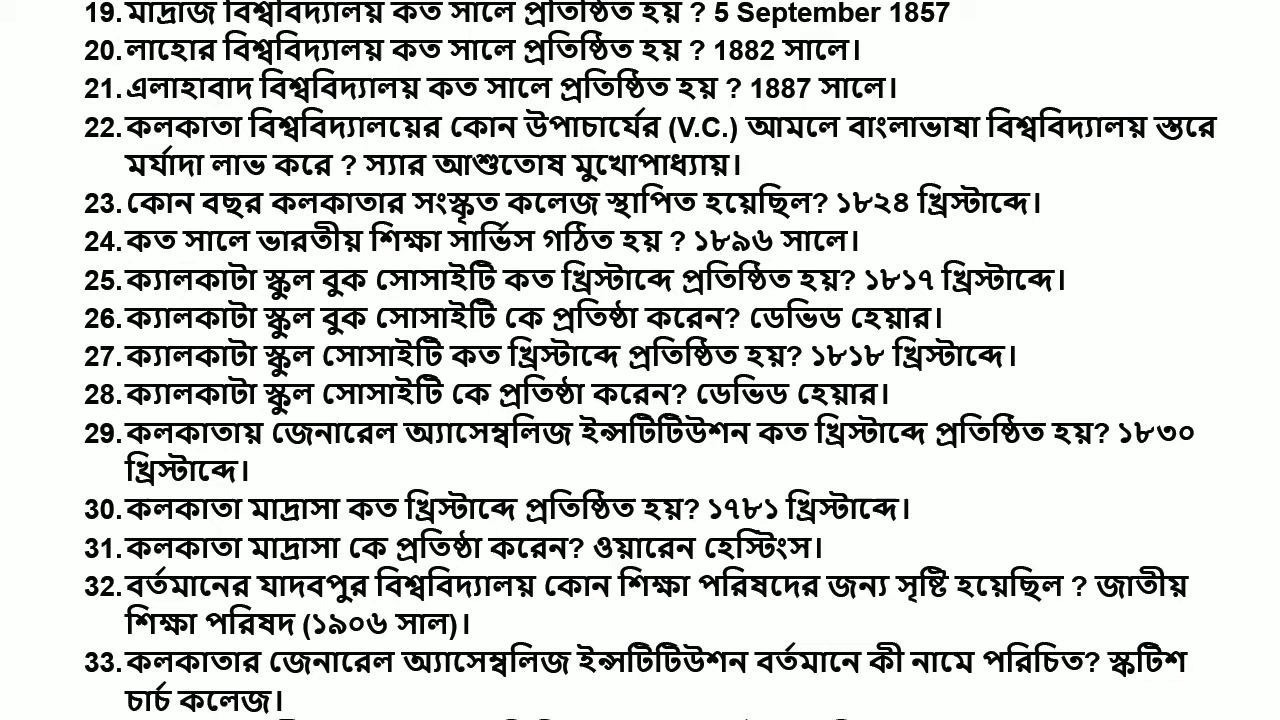 19.মাদ্রাজ বিশ্ববিদ্যালয় কত সালে প্রতিষ্ঠিত হয় ? 5 September 1857
20.লাহোর বিশ্ববিদ্যালয় কত সালে প্রতিষ্ঠিত হয় ? 1882 সালে।
21.এলাহাবাদ বিশ্ববিদ্যালয় কত সালে প্রতিষ্ঠিত হয় ? 1887 সালে।
22.কলকাতা বিশ্ববিদ্যালয়ের কোন উপাচার্যের (V.C.) আমলে বাংলাভাষা বিশ্ববিদ্যালয় স্তরে
মর্যাদা লাভ করে ? স্যার আশুতোষ মুখোপাধ্যায়।
23.কোন বছর কলকাতার সংস্কৃত কলেজ স্থাপিত হয়েছিল? ১৮২৪ খ্রিস্টাব্দে।
24.কত সালে ভারতীয় শিক্ষা সার্ভিস গঠিত হয় ? ১৮৯৬ সালে।
25.ক্যালকাটা স্কুল বুক সোসাইটি কত খ্রিস্টাব্দে প্রতিষ্ঠিত হয়? ১৮১৭ খ্রিস্টাব্দে।
26.ক্যালকাটা স্কুল বুক সোসাইটি কে প্রতিষ্ঠা করেন? ডেভিড হেয়ার।
27.ক্যালকাটা স্কুল সোসাইটি কত খ্রিস্টাব্দে প্রতিষ্ঠিত হয়? ১৮১৮ খ্রিস্টাব্দে।
28.ক্যালকাটা স্কুল সোসাইটি কে প্রতিষ্ঠা করেন? ডেভিড হেয়ার।
29.কলকাতায় জেনারেল অ্যাসেম্বলিজ ইন্সটিটিউশন কত খ্রিস্টাব্দে প্রতিষ্ঠিত হয়? ১৮৩০
খ্রিস্টাব্দে।
30.কলকাতা মাদ্রাসা কত খ্রিস্টাব্দে প্রতিষ্ঠিত হয়? ১৭৮১ খ্রিস্টাব্দে।
31.কলকাতা মাদ্রাসা কে প্রতিষ্ঠা করেন? ওয়ারেন হেস্টিংস।
32.বর্তমানের যাদবপুর বিশ্ববিদ্যালয় কোন শিক্ষা পরিষদের জন্য সৃষ্টি হয়েছিল ? জাতীয়
শিক্ষা পরিষদ (১৯০৬ সাল)।
33.কলকাতার জেনারেল অ্যাসেম্বলিজ ইন্সটিটিউশন বর্তমানে কী নামে পরিচিত? স্কটিশ
চার্চ কলেজ।